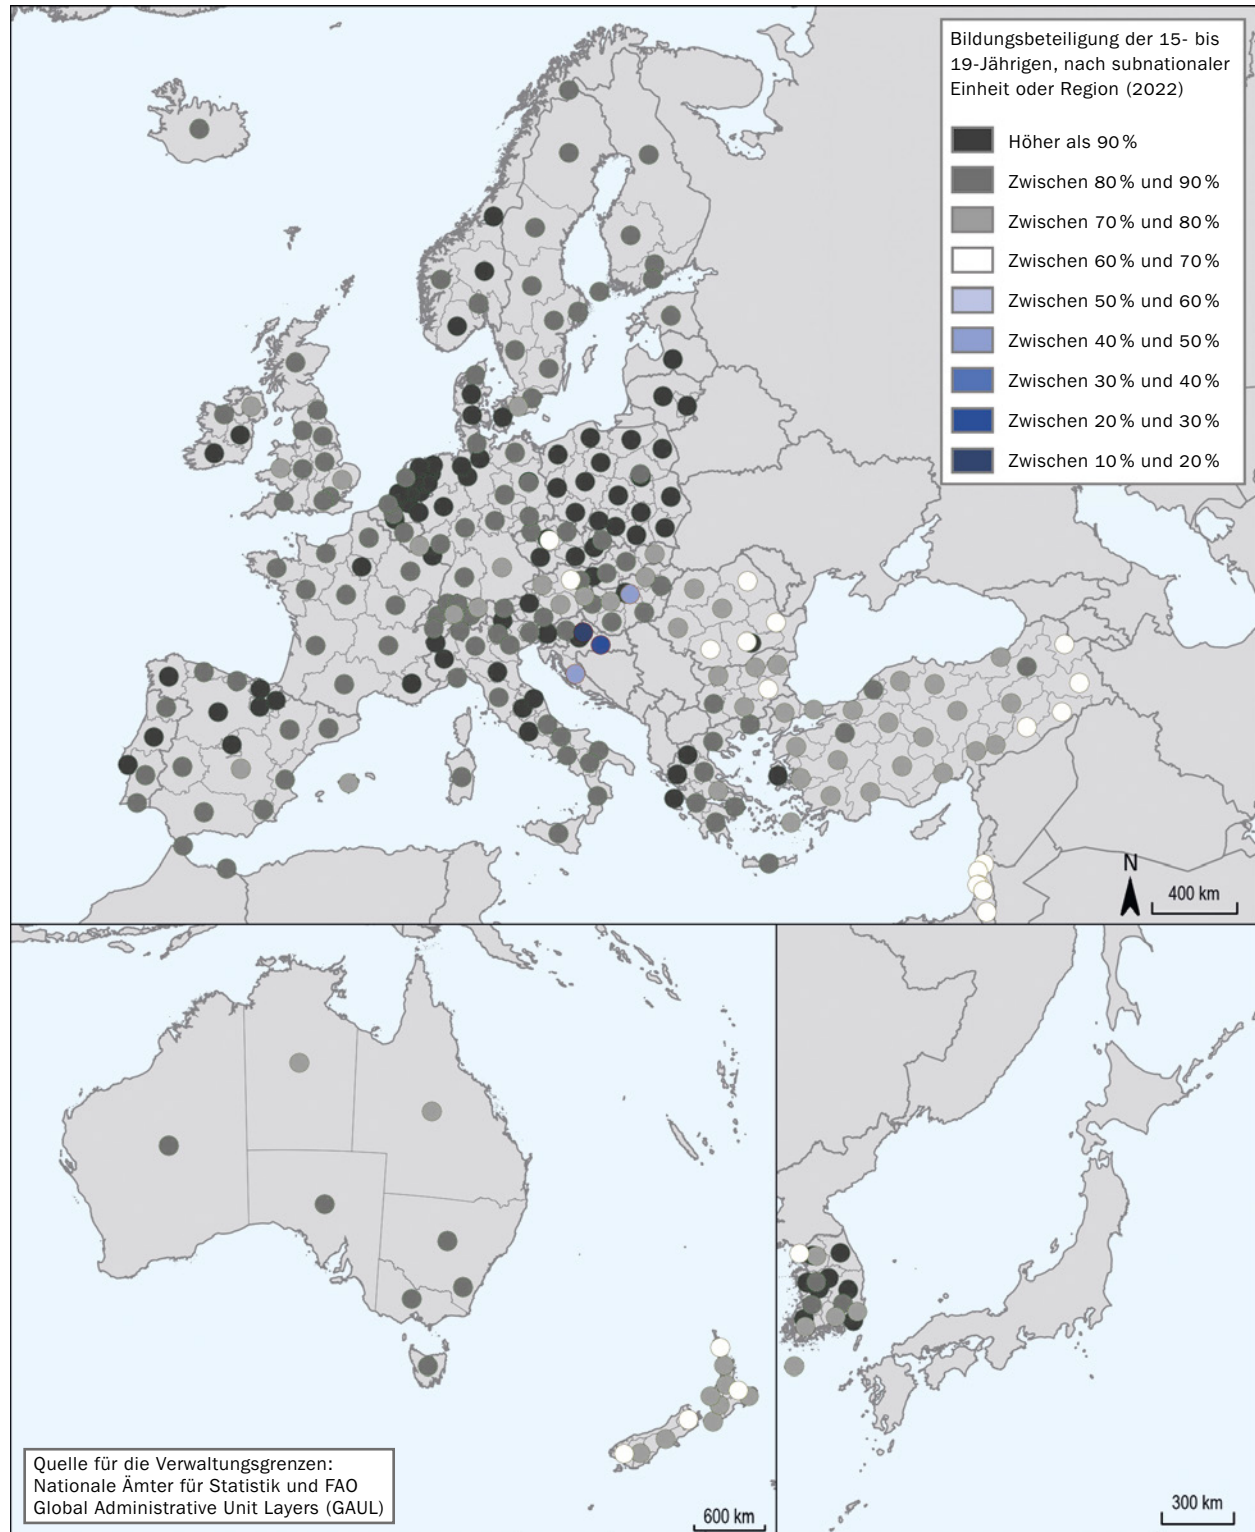 Bildungsbeteiligung der 15- bis
19-Jährigen, nach subnationaler
Einheit oder Region (2022)
Höher als 90 %
Zwischen 80 % und 90 %
Zwischen 70 % und 80 %
Zwischen 60 % und 70 %
Zwischen 50 % und 60 %
Zwischen 40 % und 50 %
Zwischen 30 % und 40 %
Zwischen 20 % und 30 %
Zwischen 10 % und 20 %
N
400 km
Quelle für die Verwaltungsgrenzen:
Nationale Ämter für Statistik und FAO
Global Administrative Unit Layers (GAUL)
600 km
300 km